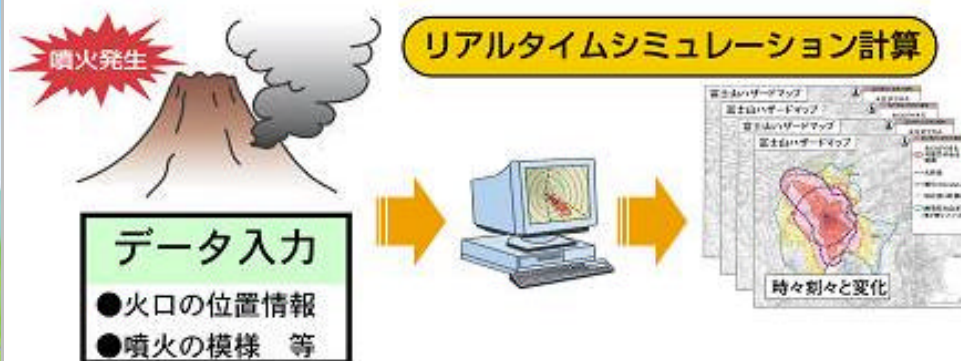 噴火発生
リアルタイムシミュレーション計算
富士山ハザードマップ
富士山ハザードマップ
富士山ハザードマップ
富士山ハザードマップ
時々刻々と変化
データ入力
●火口の位置情報
●噴火の模様 等